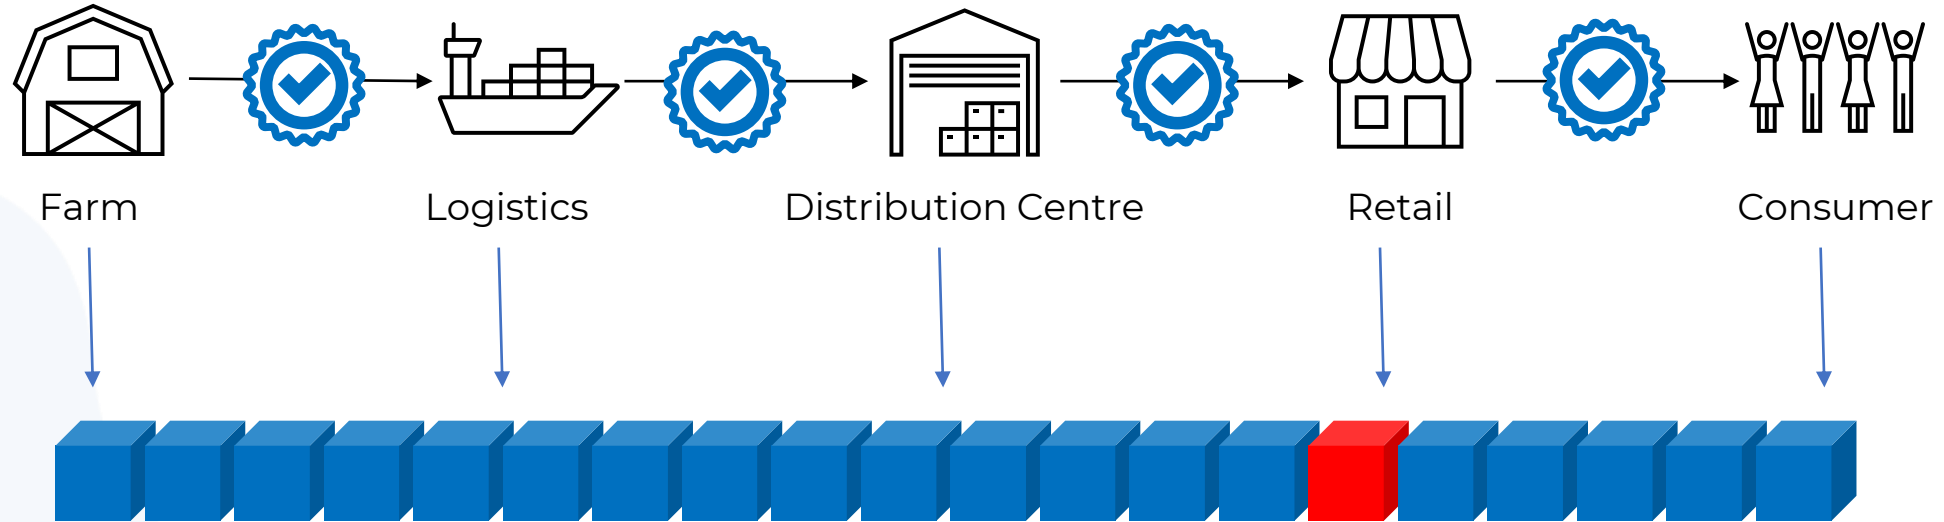 Farm
Logistics
Distribution Centre
Retail
Consumer